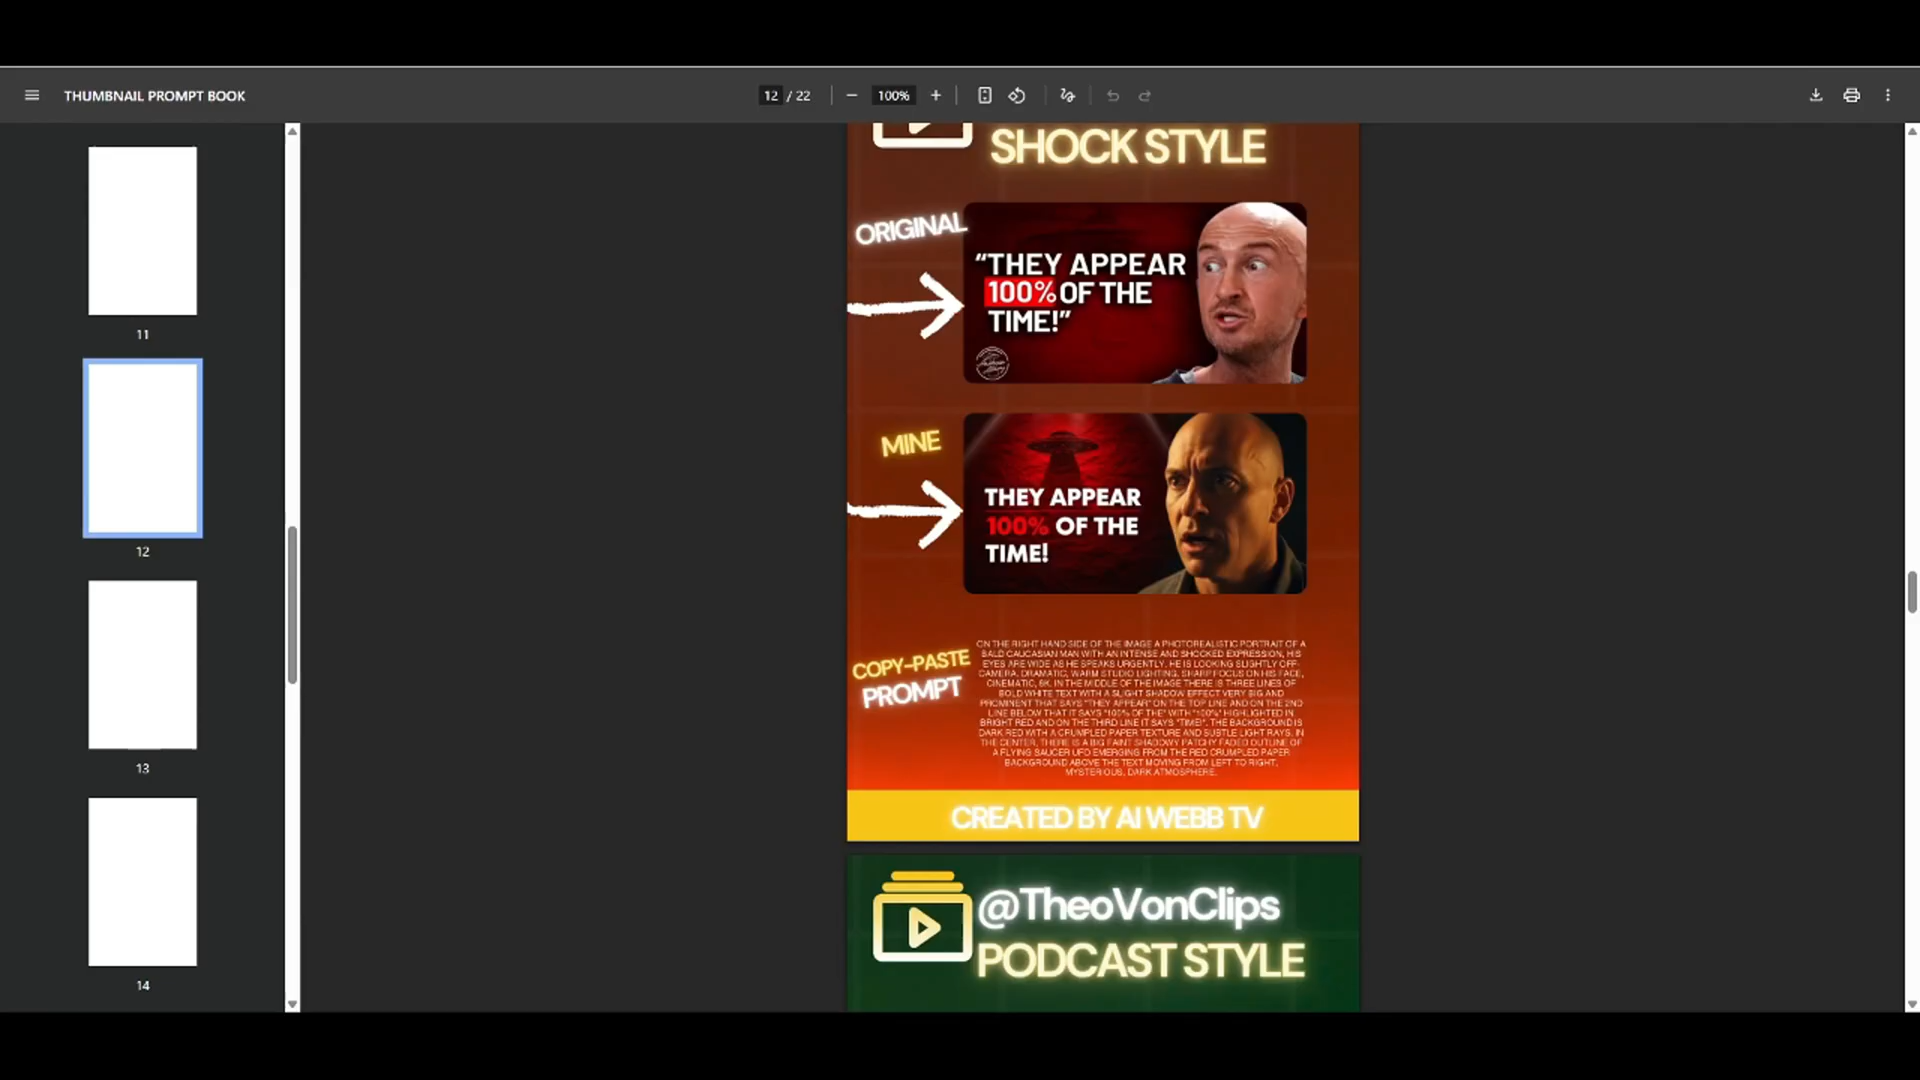 THUMBNAIL PROMPT BOOK
12 / 22
100%
11
12
13
14
SHOCK STYLE
ORIGINAL
“THEY APPEAR
100% OF THE
TIME!”
MINE
THEY APPEAR
100% OF THE
TIME!
COPY-PASTE
PROMPT
ON THE RIGHT HAND SIDE OF THE IMAGE A PHOTOREALISTIC PORTRAIT OF A
BALD CAUCASIAN MAN WITH AN INTENSE AND SHOCKED EXPRESSION, HIS
EYES ARE WIDE AS HE SPEAKS URGENTLY. HE IS LOOKING SLIGHTLY OFF-
CAMERA. DRAMATIC, WARM STUDIO LIGHTING. SHARP FOCUS ON HIS FACE,
CINEMATIC, 8K. IN THE MIDDLE OF THE IMAGE THERE IS THREE LINES OF
BOLD WHITE TEXT WITH A SLIGHT SHADOW EFFECT VERY BIG AND
PROMINENT THAT SAYS "THEY APPEAR" ON THE TOP LINE AND ON THE 2ND
LINE BELOW THAT IT SAYS "100% OF THE" WITH "100%" HIGHLIGHTED IN
BRIGHT RED AND ON THE THIRD LINE IT SAYS "TIME!". THE BACKGROUND IS
DARK RED WITH A CRUMPLED PAPER TEXTURE AND SUBTLE LIGHT RAYS. IN
THE CENTER, THERE IS A BIG FAINT SHADOWY PATCHY FADED OUTLINE OF
A FLYING SAUCER UFO EMERGING FROM THE RED CRUMPLED PAPER
BACKGROUND ABOVE THE TEXT MOVING FROM LEFT TO RIGHT,
MYSTERIOUS, DARK ATMOSPHERE.
CREATED BY AI WEBB TV
@TheoVonClips
PODCAST STYLE